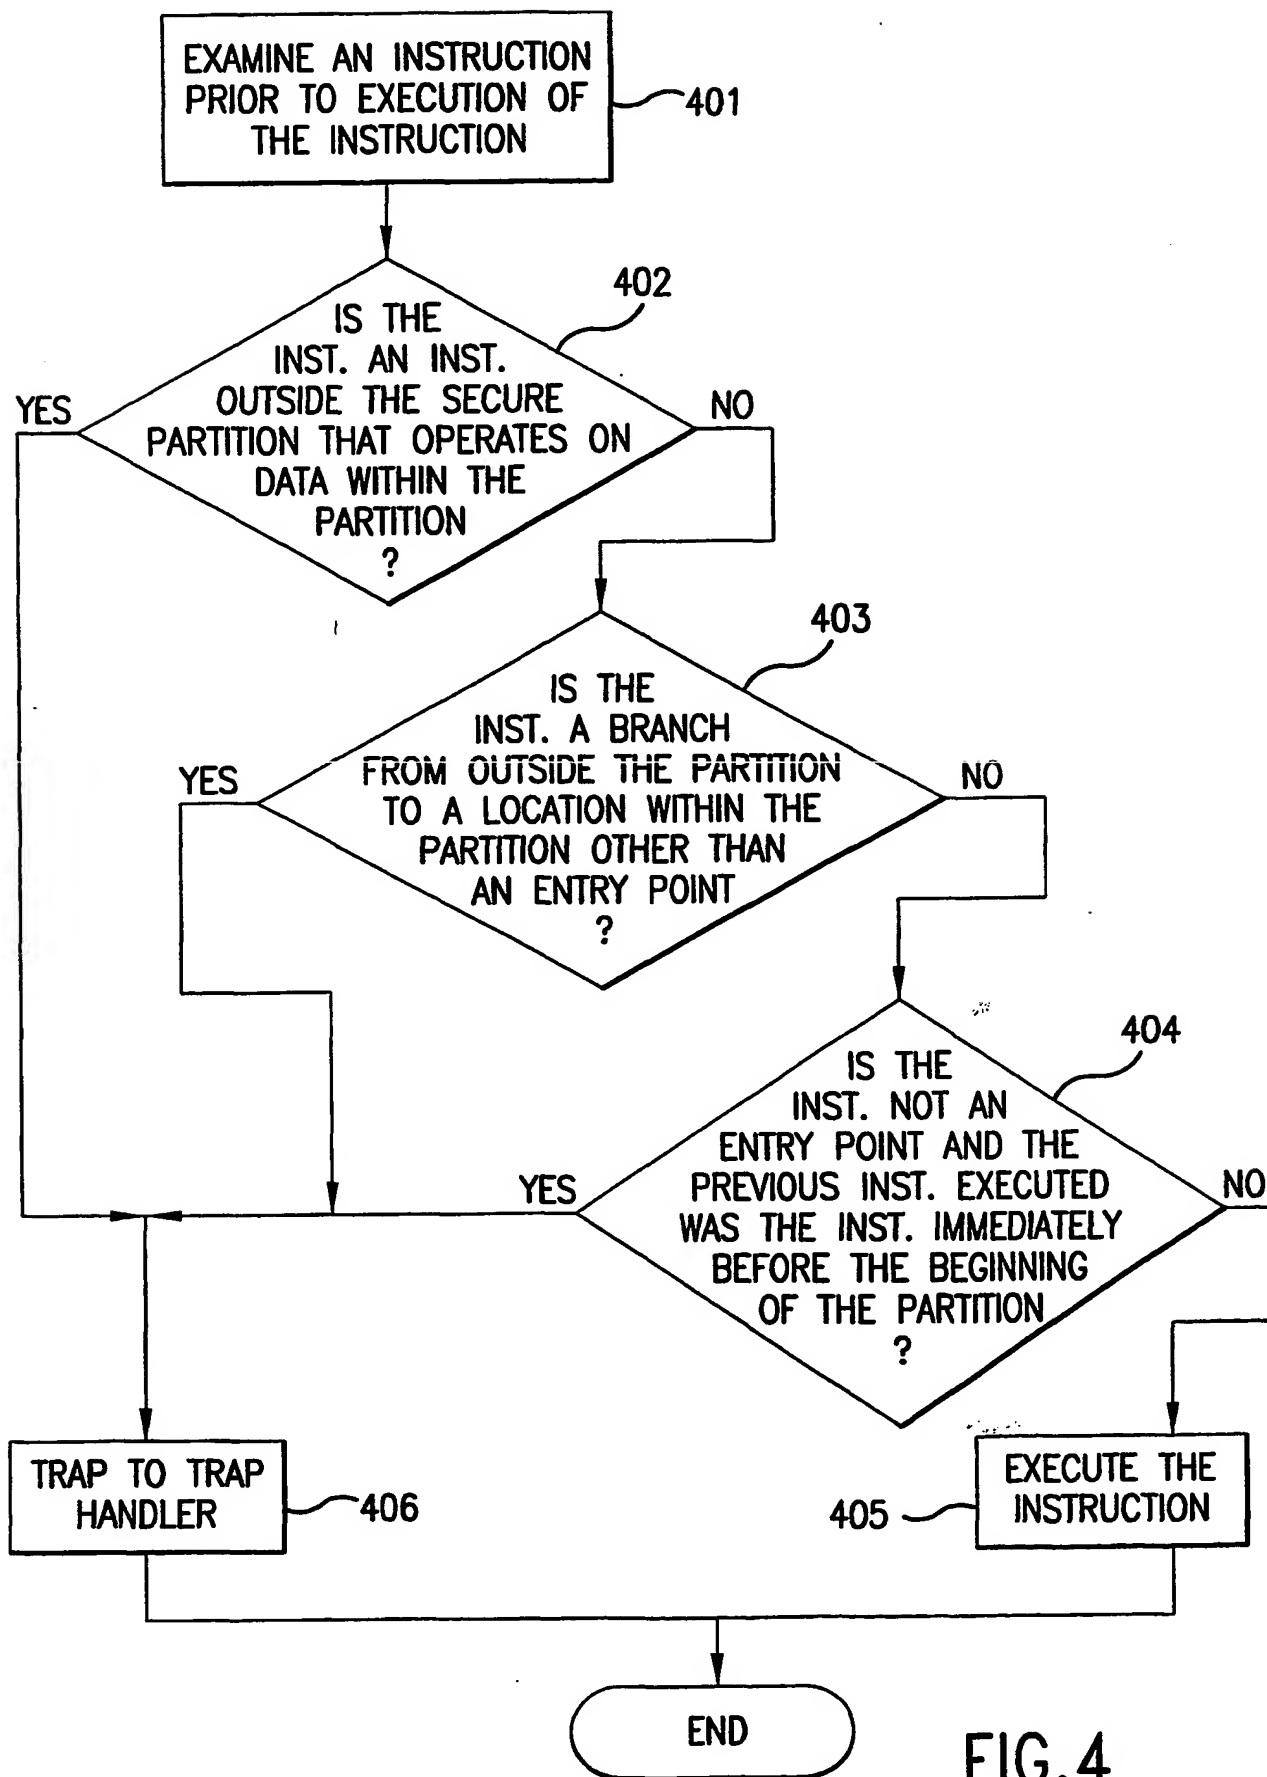 EXAMINE AN INSTRUCTION
PRIOR TO EXECUTION OF
THE INSTRUCTION
401
402
IS THE
INST. AN INST.
OUTSIDE THE SECURE
PARTITION THAT OPERATES ON
DATA WITHIN THE
PARTITION
?
YES
NO
403
IS THE
INST. A BRANCH
FROM OUTSIDE THE PARTITION
TO A LOCATION WITHIN THE
PARTITION OTHER THAN
AN ENTRY POINT
?
YES
NO
404
IS THE
INST. NOT AN
ENTRY POINT AND THE
PREVIOUS INST. EXECUTED
WAS THE INST. IMMEDIATELY
BEFORE THE BEGINNING
OF THE PARTITION
?
YES
NO
TRAP TO TRAP
HANDLER
406
405
EXECUTE THE
INSTRUCTION
END
FIG.4